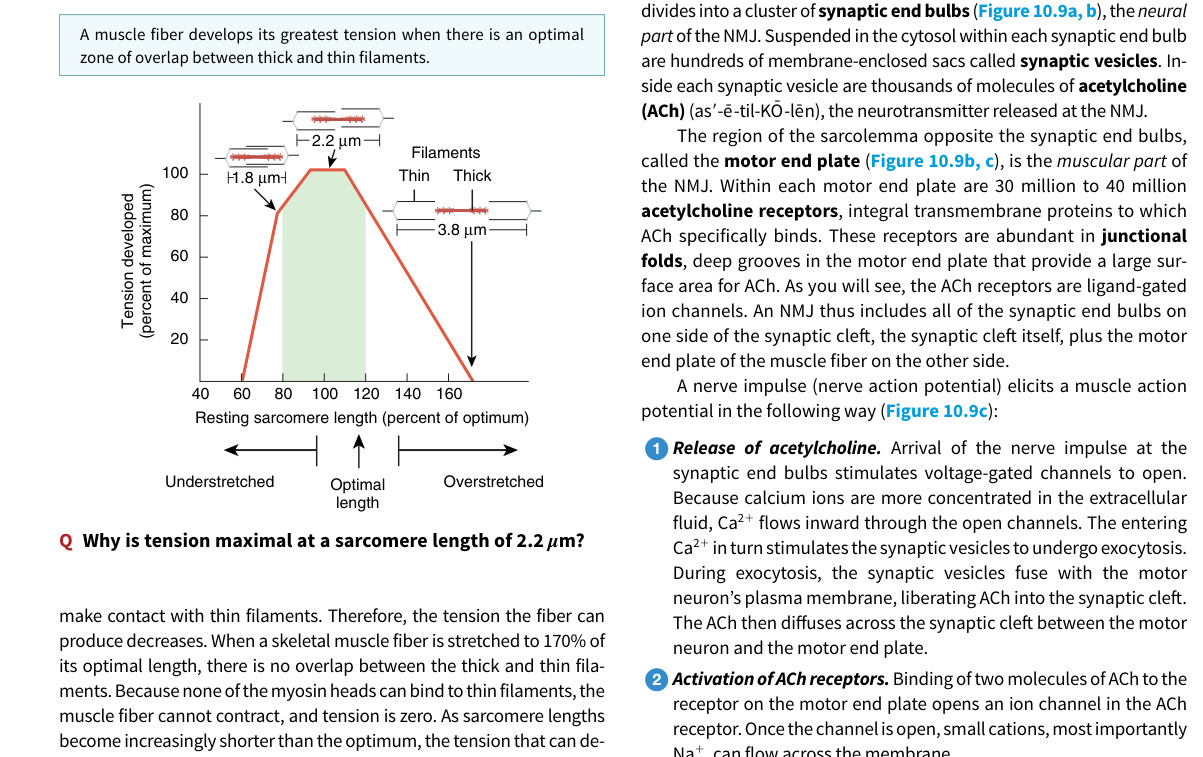 A muscle fiber develops its greatest tension when there is an optimal
zone of overlap between thick and thin filaments.
2.2 μm
1.8 μm
Filaments
Thin Thick
3.8 μm
Tension developed
(percent of maximum)
100
80
60
40
20
40 60 80 100 120 140 160
Resting sarcomere length (percent of optimum)
Understretched
Optimal
length
Overstretched
Q Why is tension maximal at a sarcomere length of 2.2 μm?
make contact with thin filaments. Therefore, the tension the fiber can
produce decreases. When a skeletal muscle fiber is stretched to 170% of
its optimal length, there is no overlap between the thick and thin fila-
ments. Because none of the myosin heads can bind to thin filaments, the
muscle fiber cannot contract, and tension is zero. As sarcomere lengths
become increasingly shorter than the optimum, the tension that can de-
divides into a cluster of synaptic end bulbs (Figure 10.9a, b), the neural
part of the NMJ. Suspended in the cytosol within each synaptic end bulb
are hundreds of membrane-enclosed sacs called synaptic vesicles. In-
side each synaptic vesicle are thousands of molecules of acetylcholine
(ACh) (as′-ē-til-KŌ-lēn), the neurotransmitter released at the NMJ.
The region of the sarcolemma opposite the synaptic end bulbs,
called the motor end plate (Figure 10.9b, c), is the muscular part of
the NMJ. Within each motor end plate are 30 million to 40 million
acetylcholine receptors, integral transmembrane proteins to which
ACh specifically binds. These receptors are abundant in junctional
folds, deep grooves in the motor end plate that provide a large sur-
face area for ACh. As you will see, the ACh receptors are ligand-gated
ion channels. An NMJ thus includes all of the synaptic end bulbs on
one side of the synaptic cleft, the synaptic cleft itself, plus the motor
end plate of the muscle fiber on the other side.
A nerve impulse (nerve action potential) elicits a muscle action
potential in the following way (Figure 10.9c):
1 Release of acetylcholine. Arrival of the nerve impulse at the
synaptic end bulbs stimulates voltage-gated channels to open.
Because calcium ions are more concentrated in the extracellular
fluid, Ca²⁺ flows inward through the open channels. The entering
Ca²⁺ in turn stimulates the synaptic vesicles to undergo exocytosis.
During exocytosis, the synaptic vesicles fuse with the motor
neuron's plasma membrane, liberating ACh into the synaptic cleft.
The ACh then diffuses across the synaptic cleft between the motor
neuron and the motor end plate.
2 Activation of ACh receptors. Binding of two molecules of ACh to the
receptor on the motor end plate opens an ion channel in the ACh
receptor. Once the channel is open, small cations, most importantly
Na⁺, can flow across the membrane.